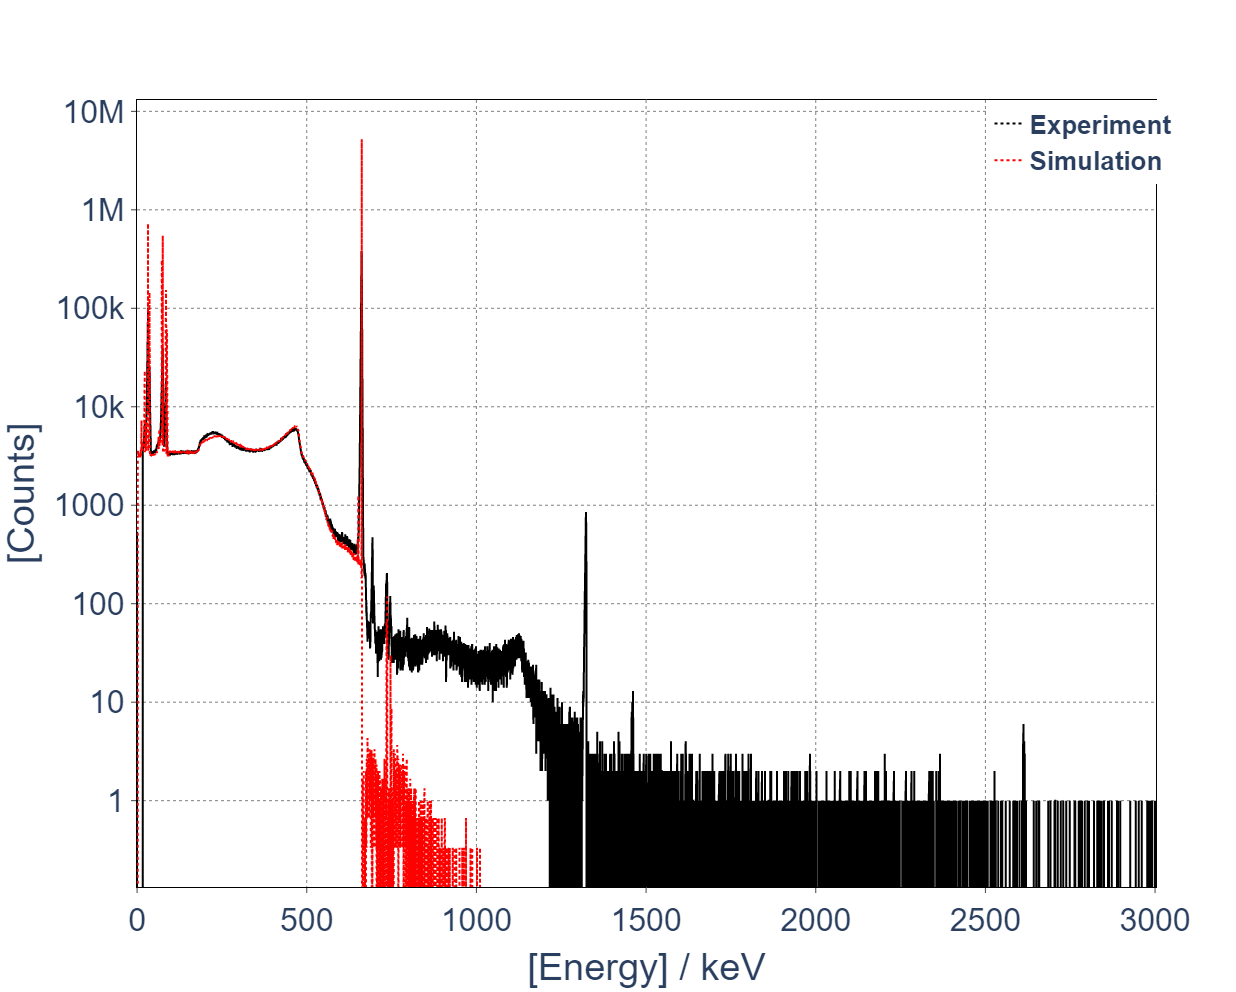 10M
1M
100k
10k
1000
100
10
1
[Counts]
Experiment
Simulation
0
500
1000
1500
2000
2500
3000
[Energy] / keV